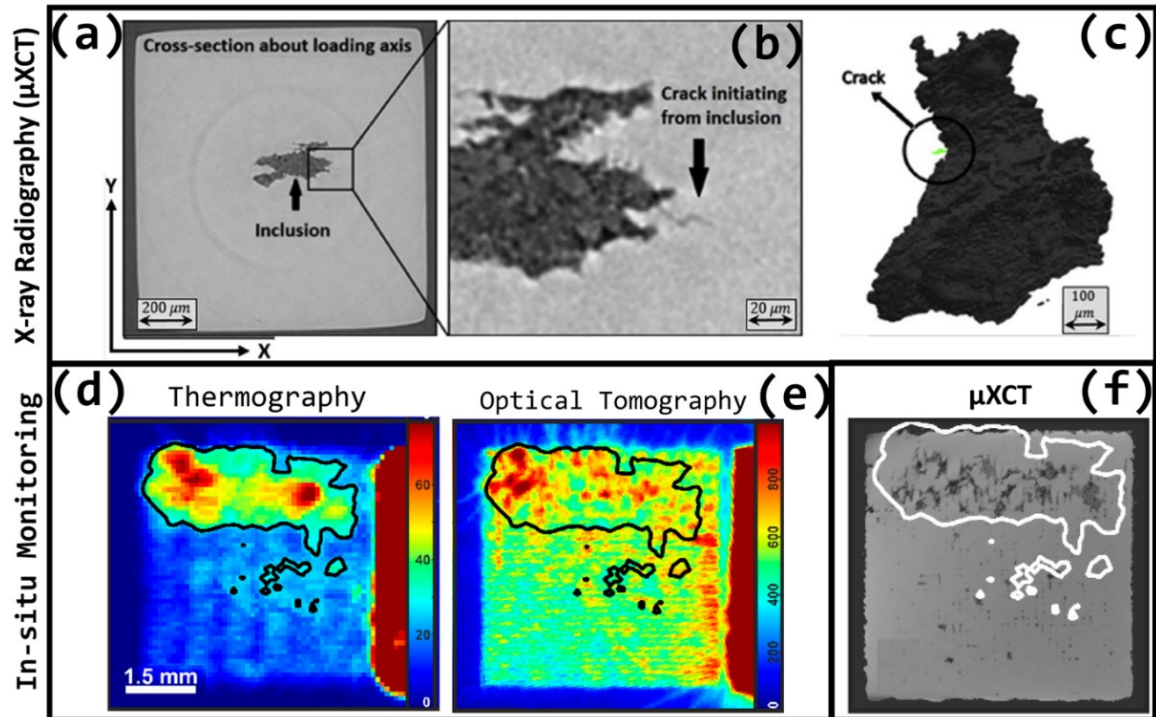 X-ray Radiography (µXCT)
(a)
Cross-section about loading axis
Inclusion
200 µm
Y
X
(b)
Crack initiating
from inclusion
20 µm
(c)
Crack
100
µm
In-situ Monitoring
(d)
Thermography
60
40
20
0
1.5 mm
Optical Tomography
(e)
800
600
400
200
0
µXCT
(f)